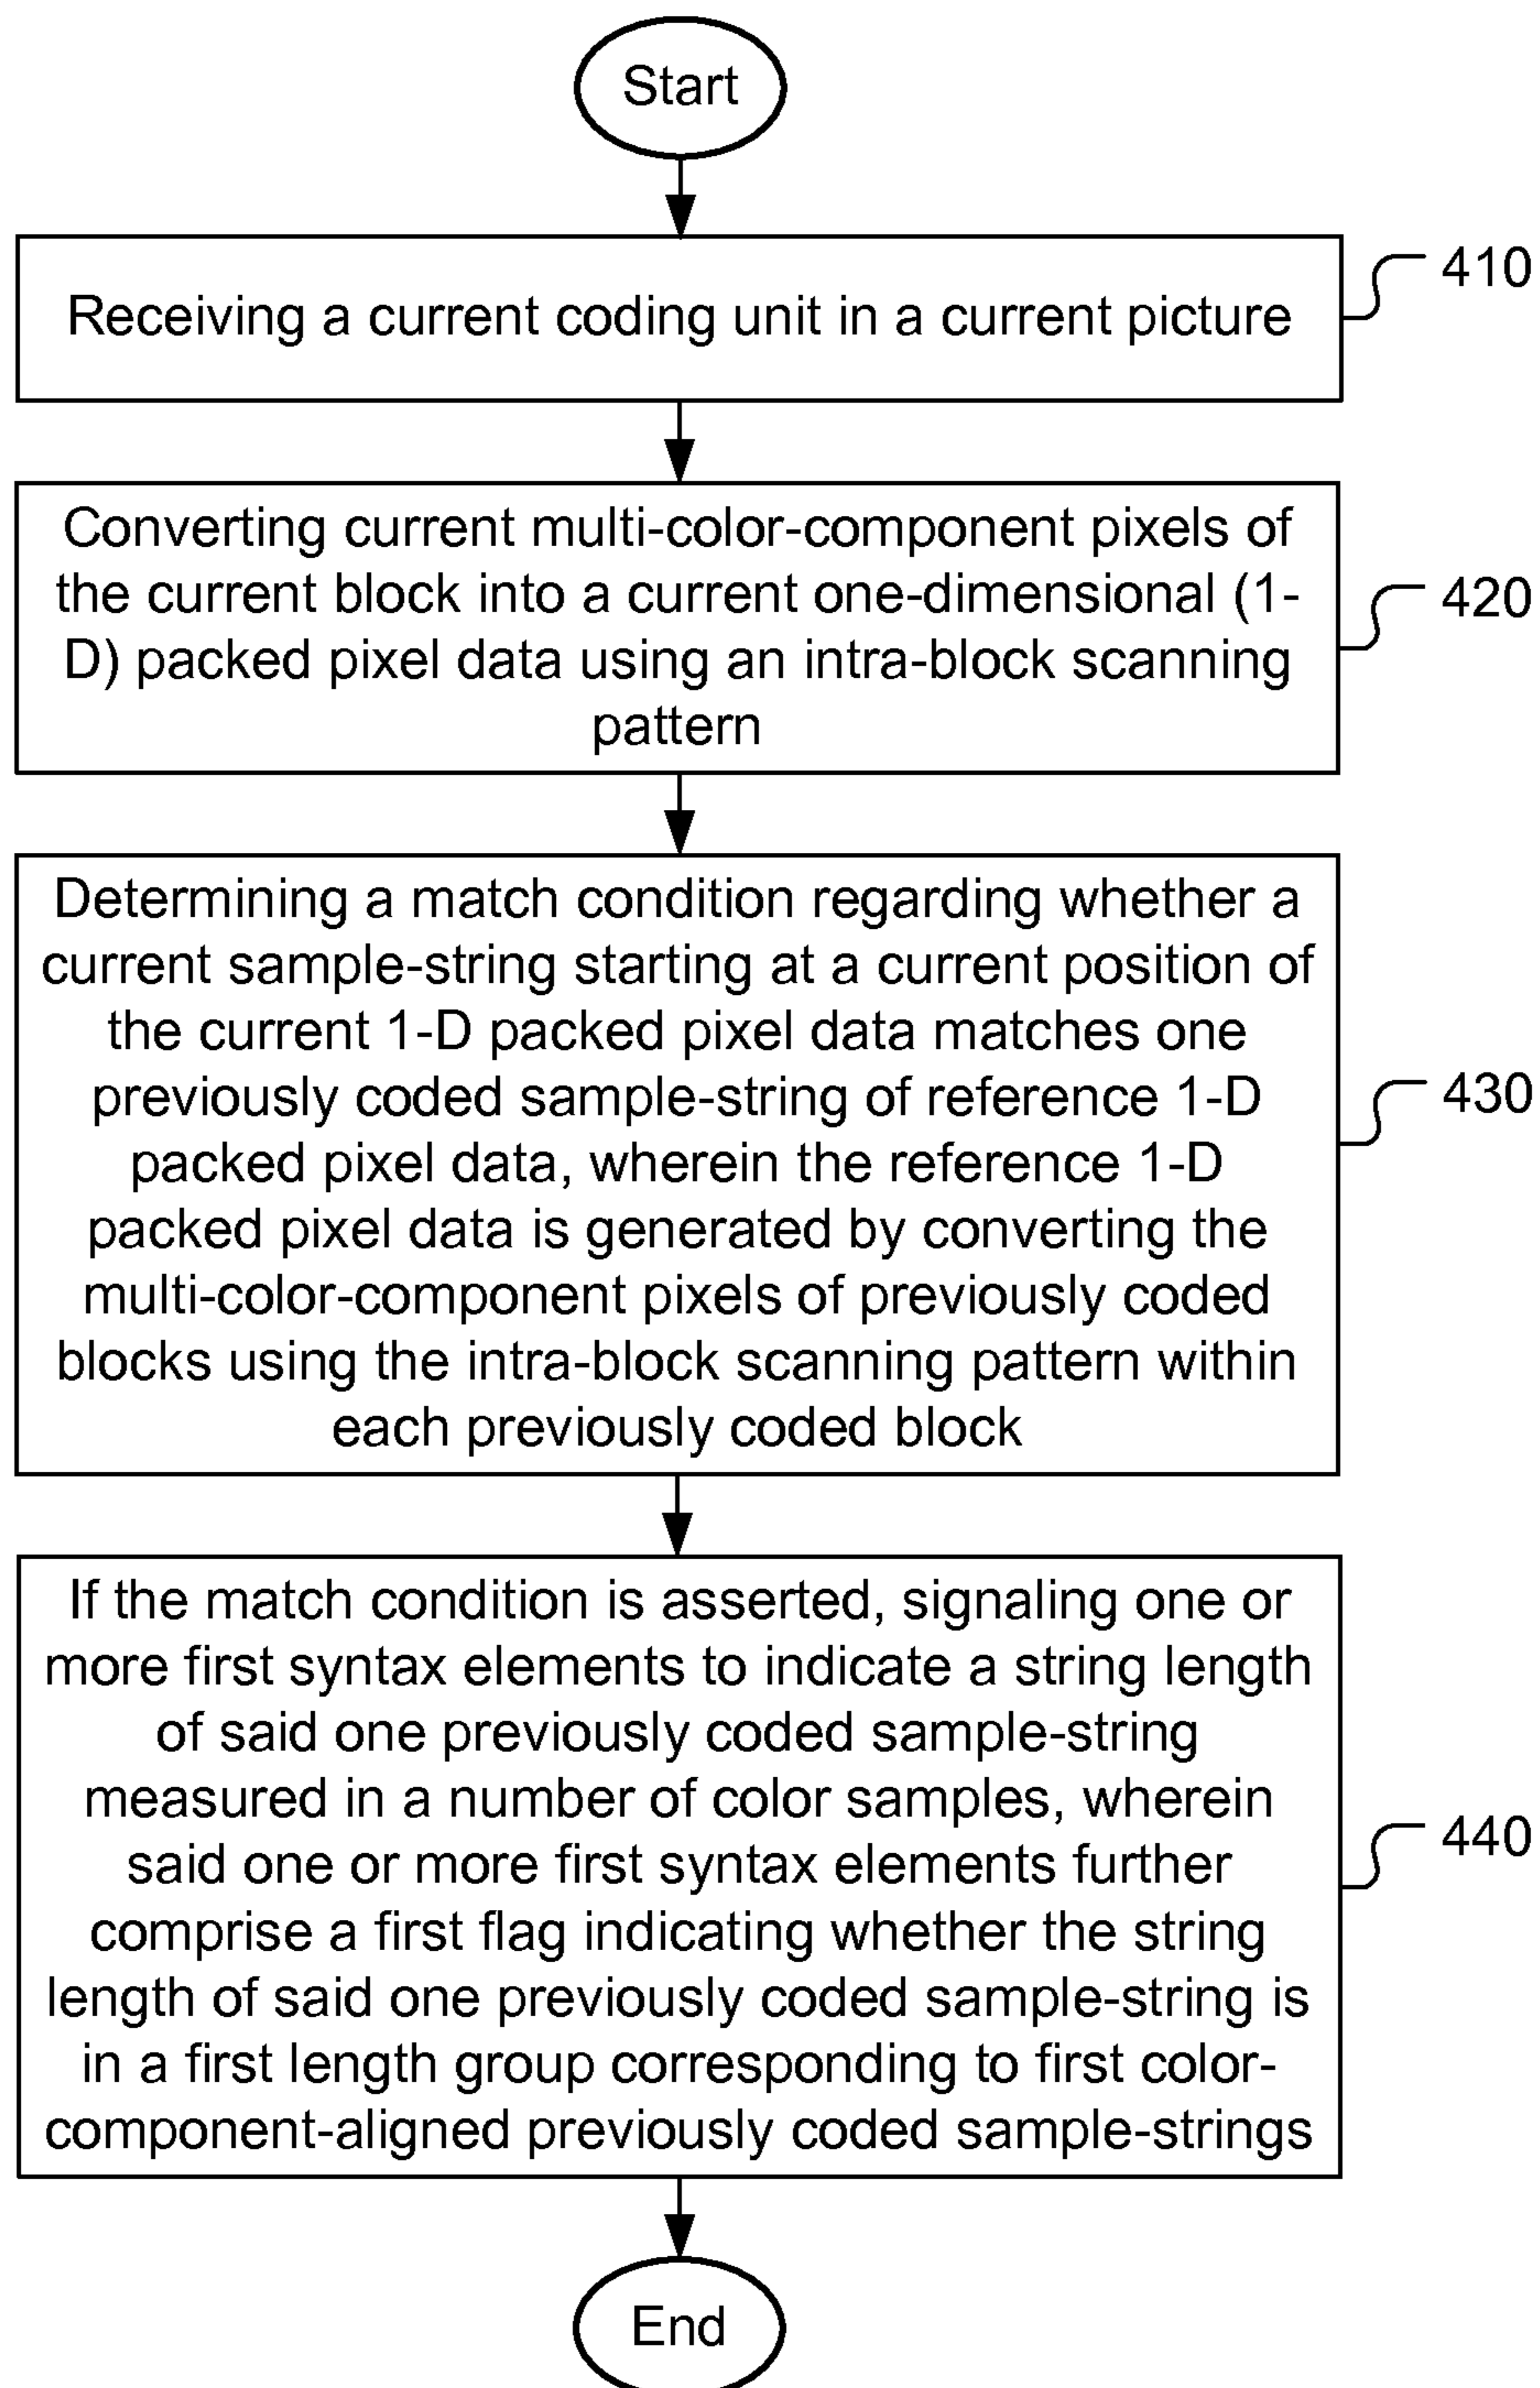 Start
Receiving a current coding unit in a current picture
410
Converting current multi-color-component pixels of
the current block into a current one-dimensional (1-
D) packed pixel data using an intra-block scanning
pattern
420
Determining a match condition regarding whether a
current sample-string starting at a current position of
the current 1-D packed pixel data matches one
previously coded sample-string of reference 1-D
packed pixel data, wherein the reference 1-D
packed pixel data is generated by converting the
multi-color-component pixels of previously coded
blocks using the intra-block scanning pattern within
each previously coded block
430
If the match condition is asserted, signaling one or
more first syntax elements to indicate a string length
of said one previously coded sample-string
measured in a number of color samples, wherein
said one or more first syntax elements further
comprise a first flag indicating whether the string
length of said one previously coded sample-string is
in a first length group corresponding to first color-
component-aligned previously coded sample-strings
440
End